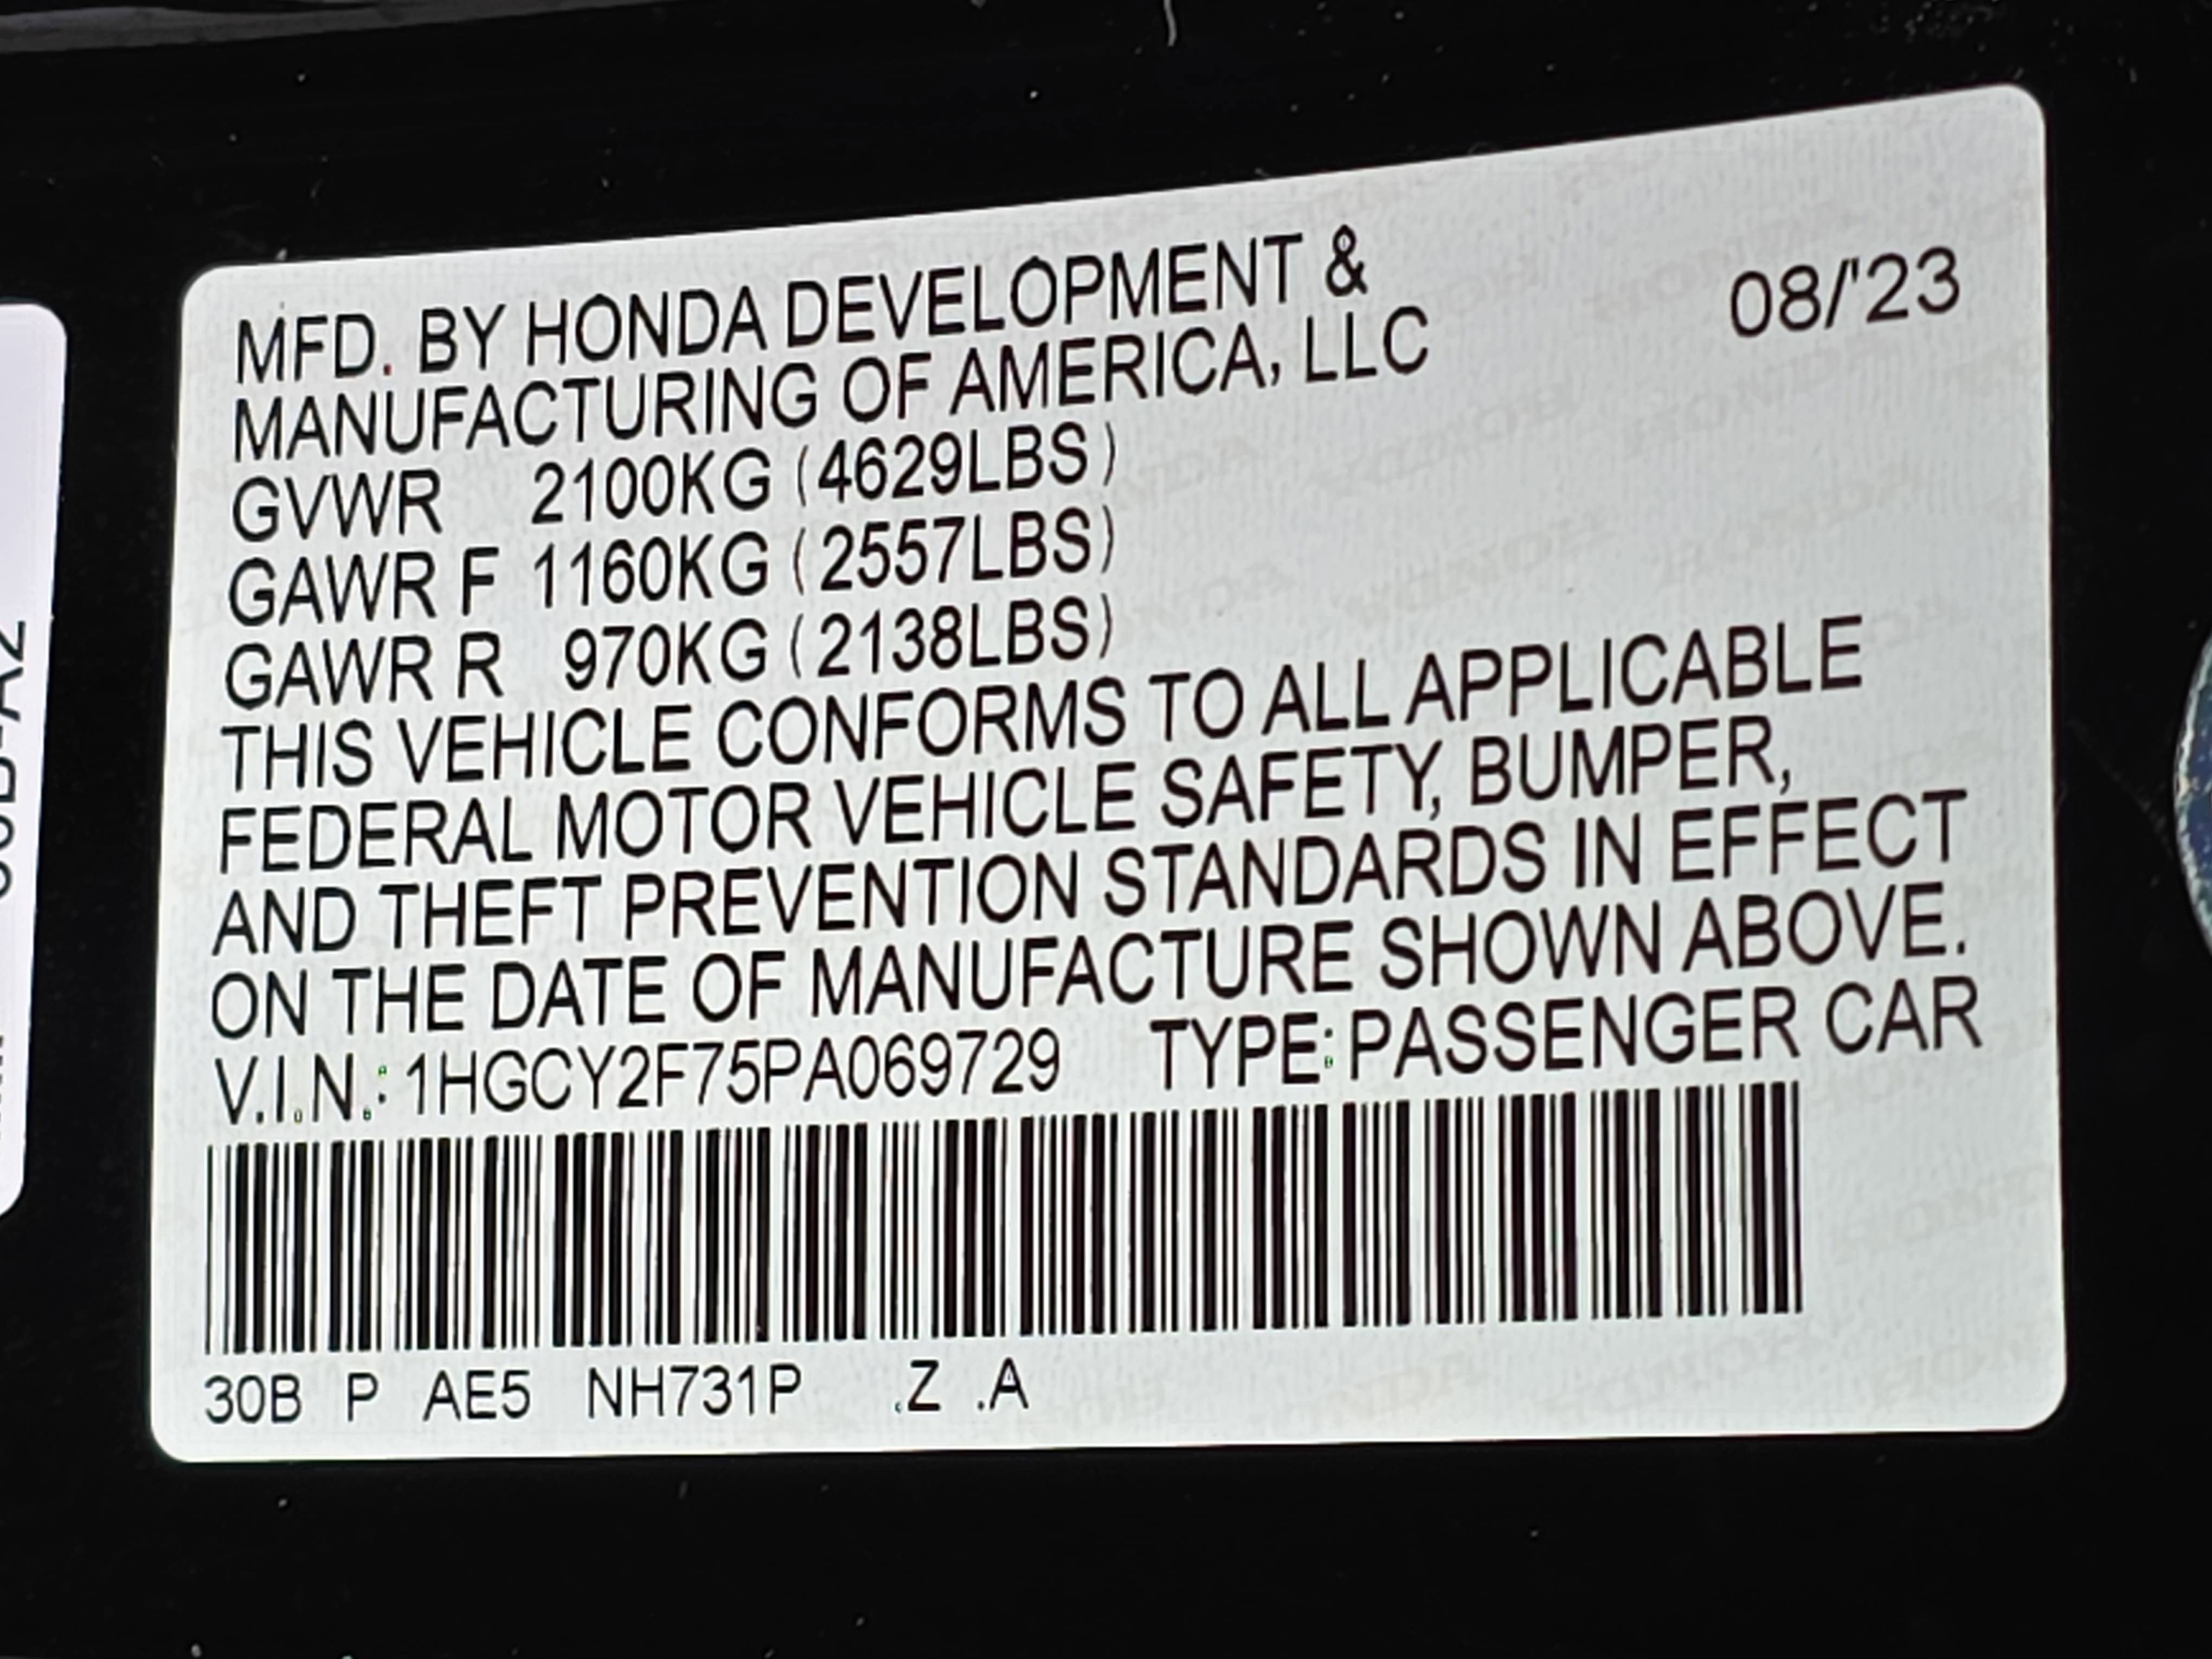 MFD. BY HONDA DEVELOPMENT &
MANUFACTURING OF AMERICA, LLC
08/'23
GVWR 2100KG (4629LBS)
GAWR F 1160KG (2557LBS)
GAWR R 970KG (2138LBS)
THIS VEHICLE CONFORMS TO ALL APPLICABLE
FEDERAL MOTOR VEHICLE SAFETY, BUMPER,
AND THEFT PREVENTION STANDARDS IN EFFECT
ON THE DATE OF MANUFACTURE SHOWN ABOVE.
V.I.N.: 1HGCY2F75PA069729 TYPE: PASSENGER CAR
30B P AE5 NH731P .Z .A